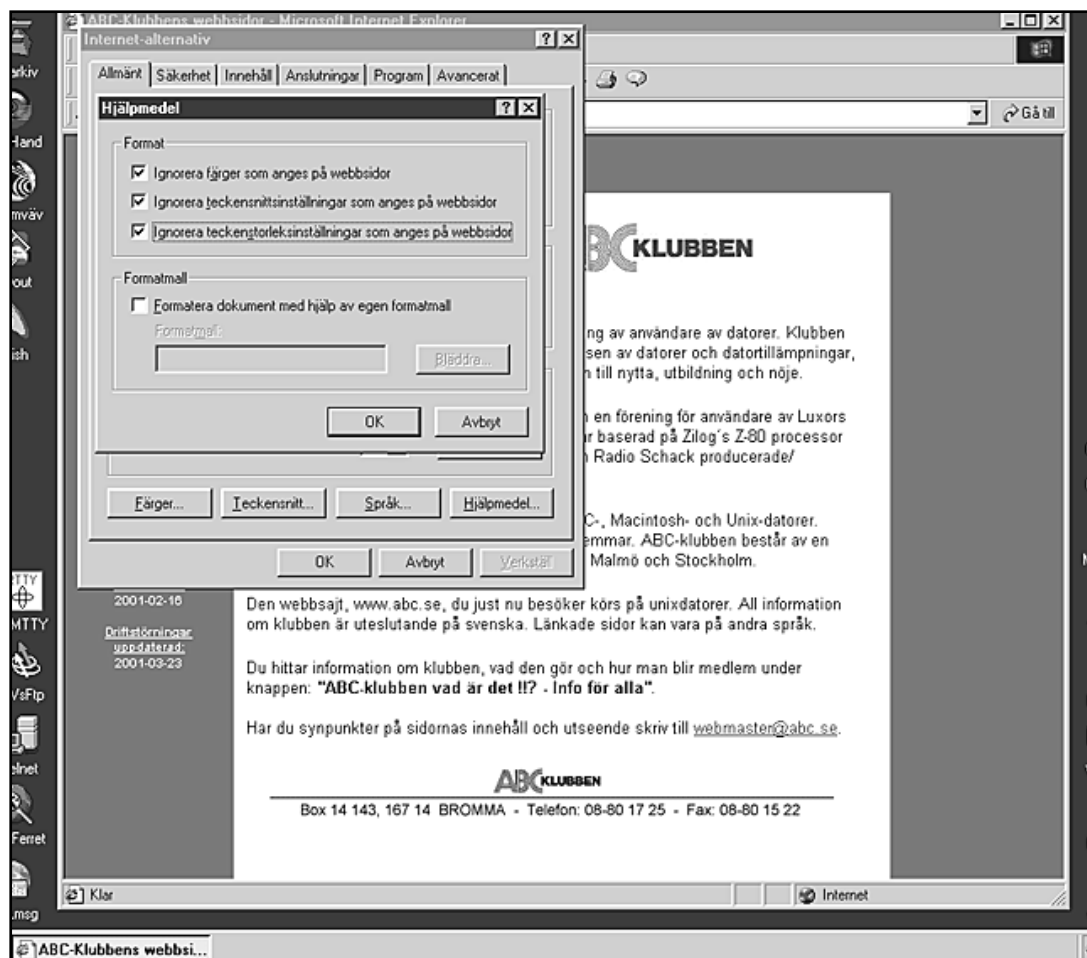 ABC-Klubbens webbsidor - Microsoft Internet Explorer
Internet-alternativ
Allmänt Säkerhet Innehåll Anslutningar Program Avancerat
Hjälpmedel
Gå till
Format
Ignorera färger som anges på webbsidor
Ignorera teckensnittsinställningar som anges på webbsidor
Ignorera teckenstorleksinställningar som anges på webbsidor
Formatmall
Formatera dokument med hjälp av egen formatmall
Formatmall:
Bläddra...
OK Avbryt
Färger... Teckensnitt... Språk... Hjälpmedel...
OK Avbryt Verkställ
ABC KLUBBEN
ng av användare av datorer. Klubben
sen av datorer och datortillämpningar,
n till nytta, utbildning och nöje.
n en förening för användare av Luxors
r baserad på Zilog´s Z-80 processor
n Radio Schack producerade/
C-, Macintosh- och Unix-datorer.
emmar. ABC-klubben består av en
Malmö och Stockholm.
2001-02-16
Driftstörningar
uppdaterad:
2001-03-23
Den webbsajt, www.abc.se, du just nu besöker körs på unixdatorer. All information
om klubben är uteslutande på svenska. Länkade sidor kan vara på andra språk.
Du hittar information om klubben, vad den gör och hur man blir medlem under
knappen: "ABC-klubben vad är det !!? - Info för alla".
Har du synpunkter på sidornas innehåll och utseende skriv till webmaster@abc.se.
ABC KLUBBEN
Box 14 143, 167 14 BROMMA - Telefon: 08-80 17 25 - Fax: 08-80 15 22
Klar
Internet
arkiv
Hand
mväv
out
ish
TTY
MTTY
VsFtp
elnet
Ferret
.msg
ABC-Klubbens webbsi...